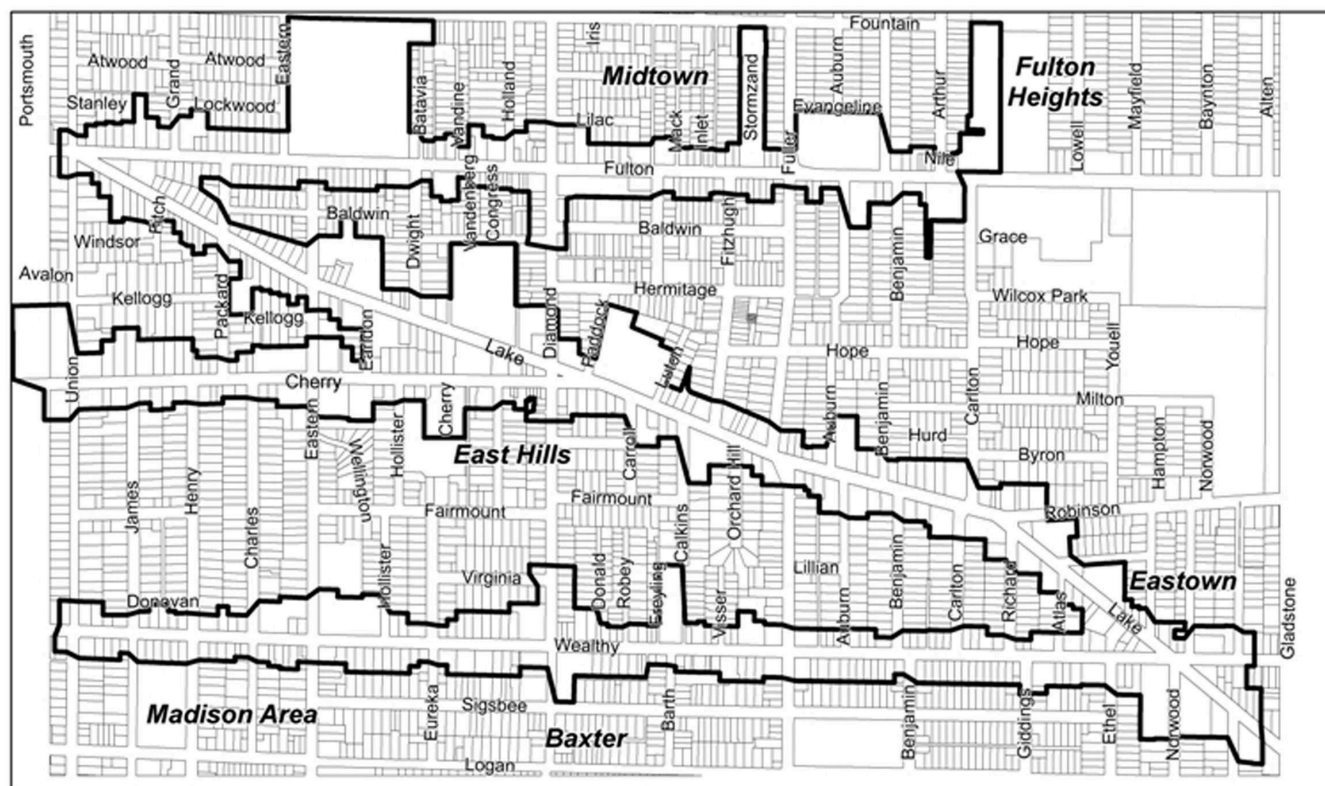 Fountain
Portsmouth
Atwood
Grand
Atwood
Eastern
Iris
Midtown
Stormzand
Auburn
Arthur
Fulton
Heights
Mayfield
Baynton
Alten
Stanley
Lockwood
Batavia
Vandine
Holland
Lilac
Mack
Inlet
Evangeline
Fuller
Nile
Lowell
Fulton
Fitch
Baldwin
Dwight
Vandenberg
Congress
Baldwin
Fitzhugh
Benjamin
Grace
Windsor
Avalon
Kellogg
Packard
Kellogg
Earldon
Hermitage
Wilcox Park
Diamond
Paddock
Lake
Luton
Hope
Hope
Youell
Union
Cherry
Cherry
Carlton
Milton
Eastern
Hollister
Wellington
East Hills
Carroll
Auburn
Benjamin
Hurd
Byron
Hampton
Norwood
James
Henry
Charles
Fairmount
Fairmount
Calkins
Orchard Hill
Robinson
Hollister
Virginia
Donald
Robey
Freyling
Visser
Lillian
Auburn
Benjamin
Carlton
Richard
Atlas
Eastown
Lake
Gladstone
Donovan
Wealthy
Madison Area
Eureka
Sigsbee
Baxter
Barth
Benjamin
Giddings
Ethel
Norwood
Logan